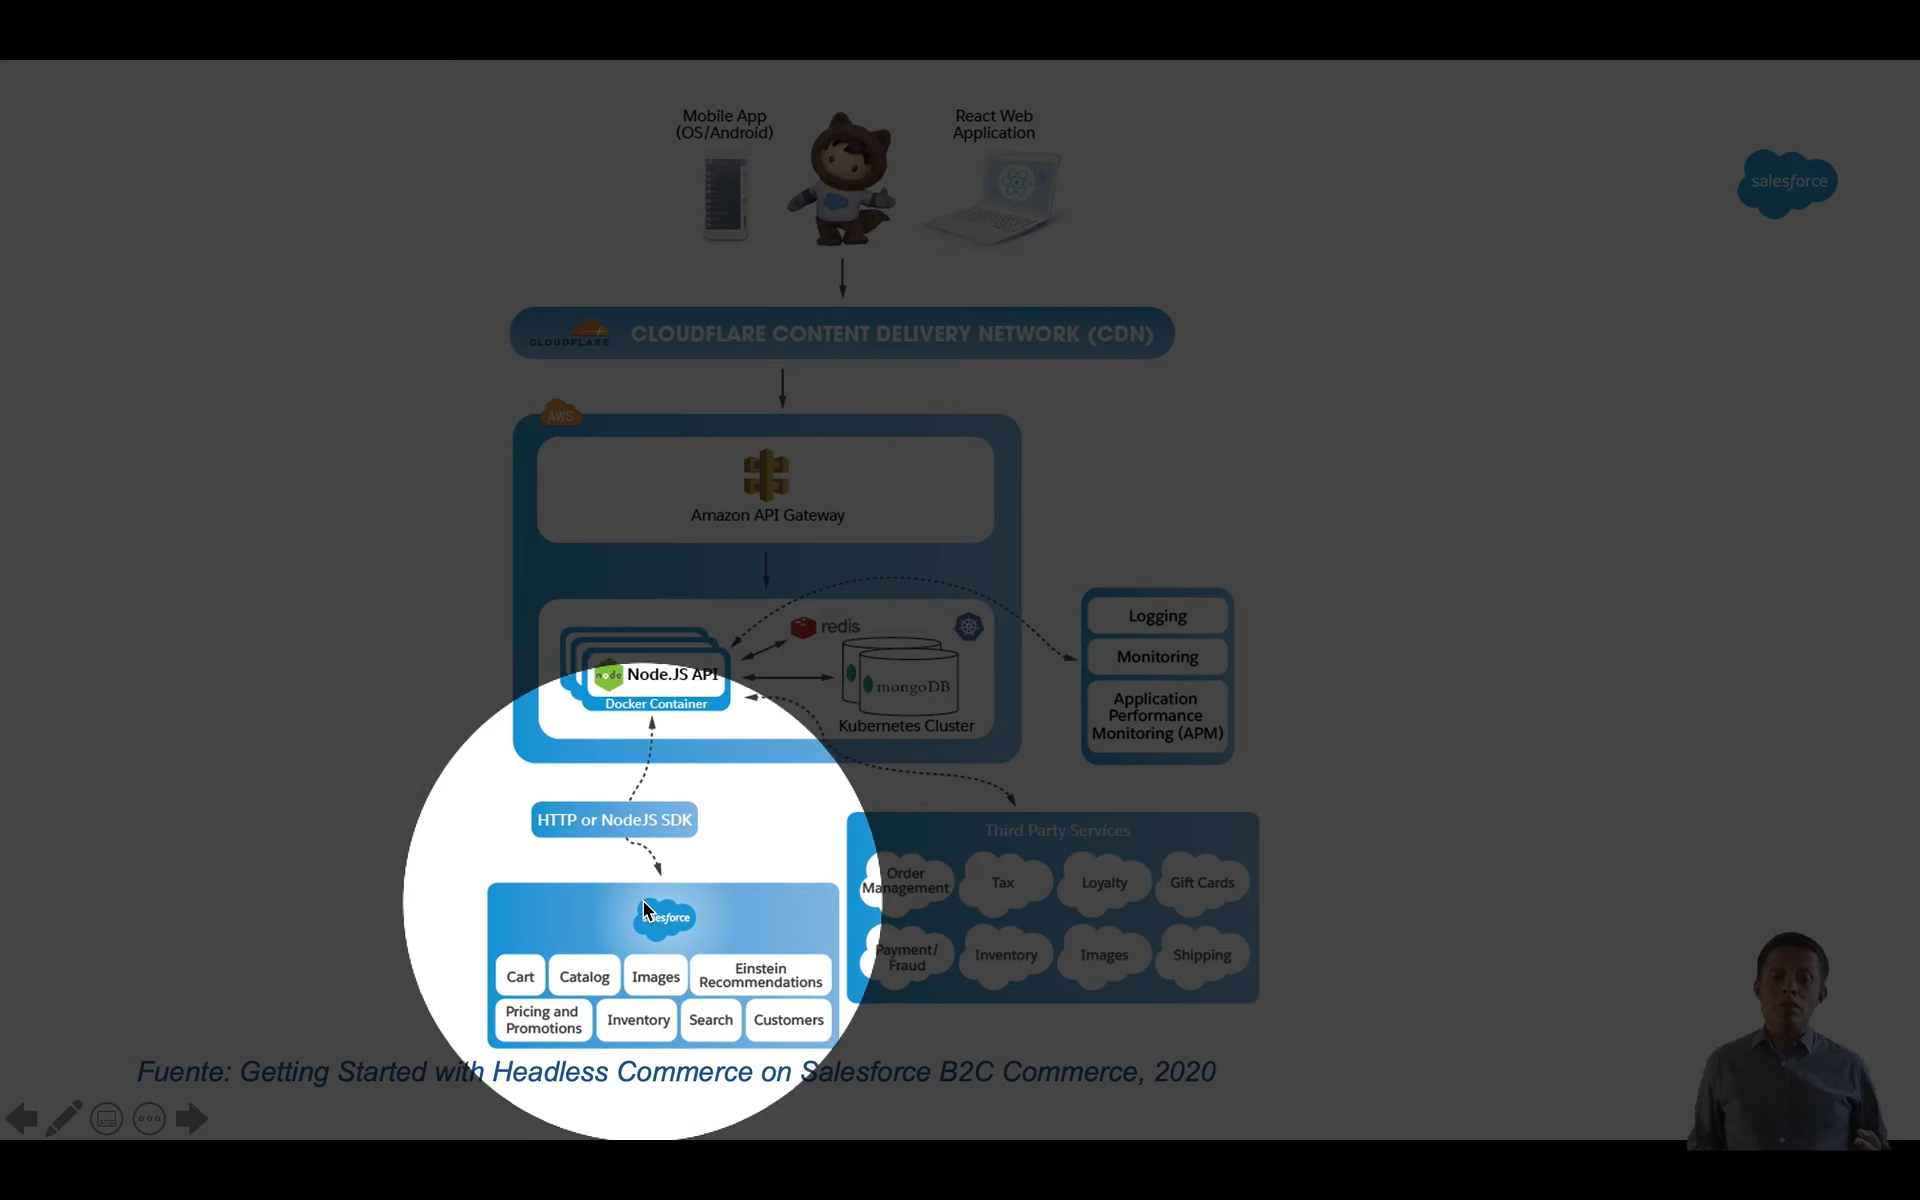 Mobile App
(OS/Android)
React Web
Application
salesforce
CLOUDFLARE
CLOUDFLARE CONTENT DELIVERY NETWORK (CDN)
AWS
Amazon API Gateway
redis
node
Node.JS API
Docker Container
mongoDB
Kubernetes Cluster
Logging
Monitoring
Application
Performance
Monitoring (APM)
HTTP or NodeJS SDK
Third Party Services
Order
Management
Tax
Loyalty
Gift Cards
Payment/
Fraud
Inventory
Images
Shipping
salesforce
Cart
Catalog
Images
Einstein
Recommendations
Pricing and
Promotions
Inventory
Search
Customers
Fuente: Getting Started with Headless Commerce on Salesforce B2C Commerce, 2020